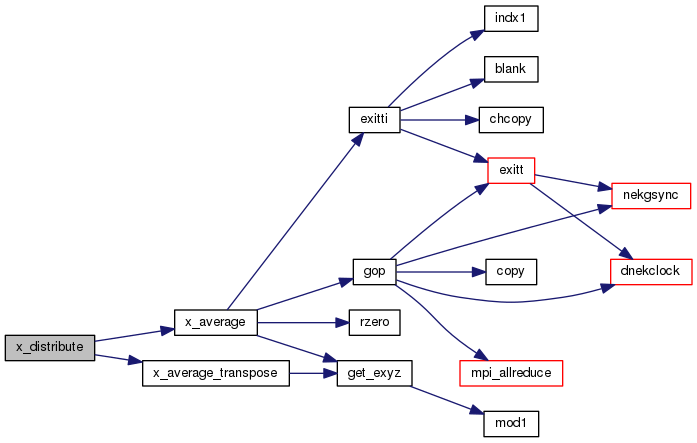 indx1
blank
exitti
chcopy
exitt
nekgsync
gop
copy
dnekclock
x_average
rzero
x_distribute
x_average_transpose
get_exyz
mpi_allreduce
mod1